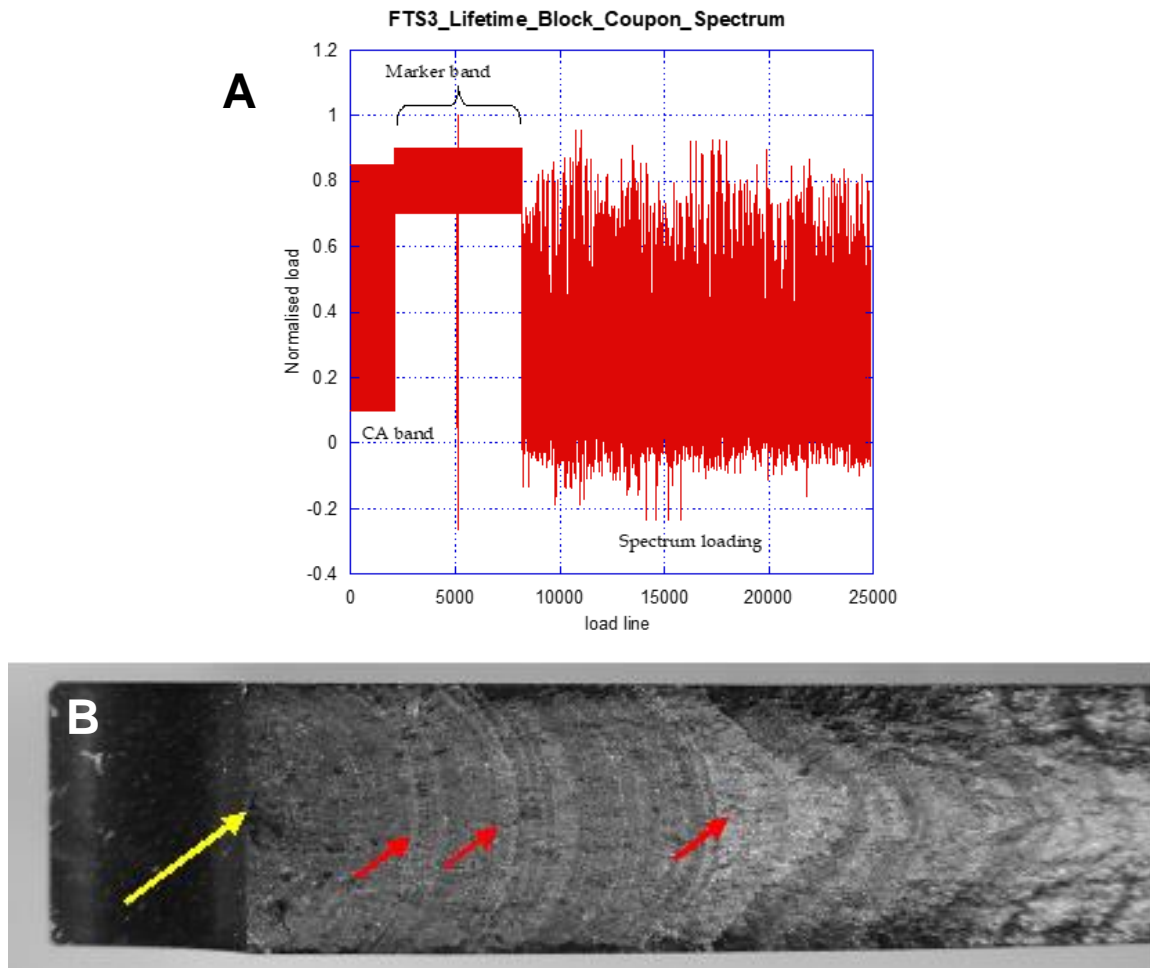 FTS3_Lifetime_Block_Coupon_Spectrum
A
1.2
Marker band
1
0.8
0.6
Normalised load
0.4
0.2
CA band
0
-0.2
Spectrum loading
-0.4
0 5000 10000 15000 20000 25000
load line
B